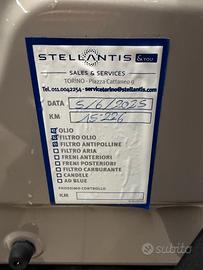 STELLANTIS &YOU
SALES & SERVICES
TORINO - Piazza Cattaneo 9
Tel. 011.0042254 - servicetorino@stellantis.com
DATA 5/6/2025
KM 15.226
OLIO
FILTRO OLIO
FILTRO ANTIPOLLINE
FILTRO ARIA
FRENI ANTERIORI
FRENI POSTERIORI
FILTRO CARBURANTE
CANDELE
AD BLUE
PROSSIMO CONTROLLO
KM
subito